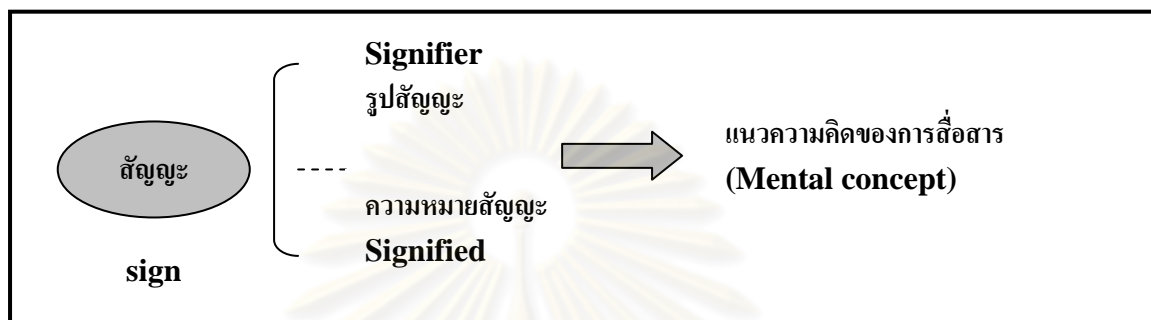 สัญญะ
sign
Signifier
รูปสัญญะ
ความหมายสัญญะ
Signified
แนวความคิดของการสื่อสาร
(Mental concept)